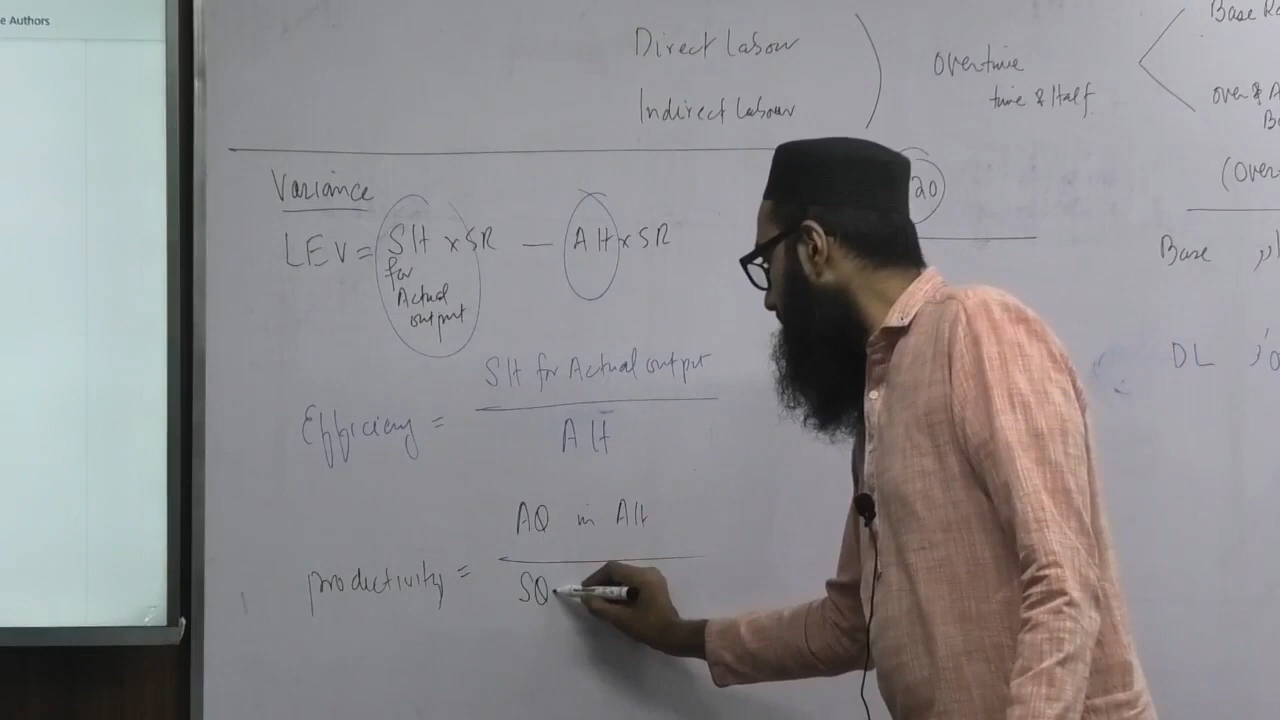 e Authors
Direct Labour
Indirect Labour
overtime
time & Half
Base
over &
(Over
20
Base
DL
Variance
LEV = SH x SR — AH x SR
for
Actual
output
Efficieny = SH for Actual output
AH
productivity = AQ in AH
SQ